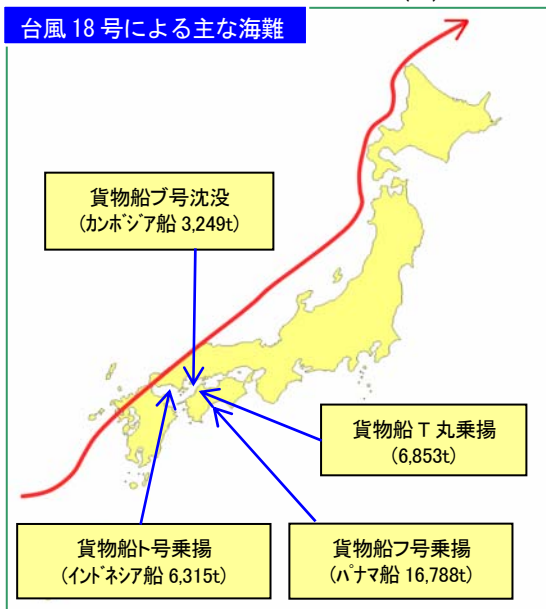 台風 18 号による主な海難
貨物船ブ号沈没
(ｶﾝﾎﾞｼﾞｱ船 3,249t)
貨物船 T 丸乗揚
(6,853t)
貨物船ト号乗揚
(ｲﾝﾄﾞﾈｼｱ船 6,315t)
貨物船フ号乗揚
(ﾊﾟﾅﾏ船 16,788t)